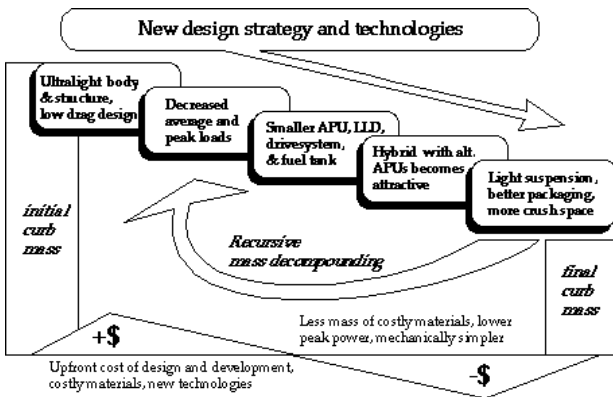 New design strategy and technologies
Ultralight body
& structure,
low drag design
Decreased
average and
peak loads
Smaller APU, LLD,
drivesystem,
& fuel tank
Hybrid with alt.
APUs becomes
attractive
Light suspension,
better packaging,
more crush space
initial
curb
mass
Recursive
mass decompounding
final
curb
mass
+$
Less mass of costly materials, lower
peak power, mechanically simpler
Upfront cost of design and development,
costly materials, new technologies
-$